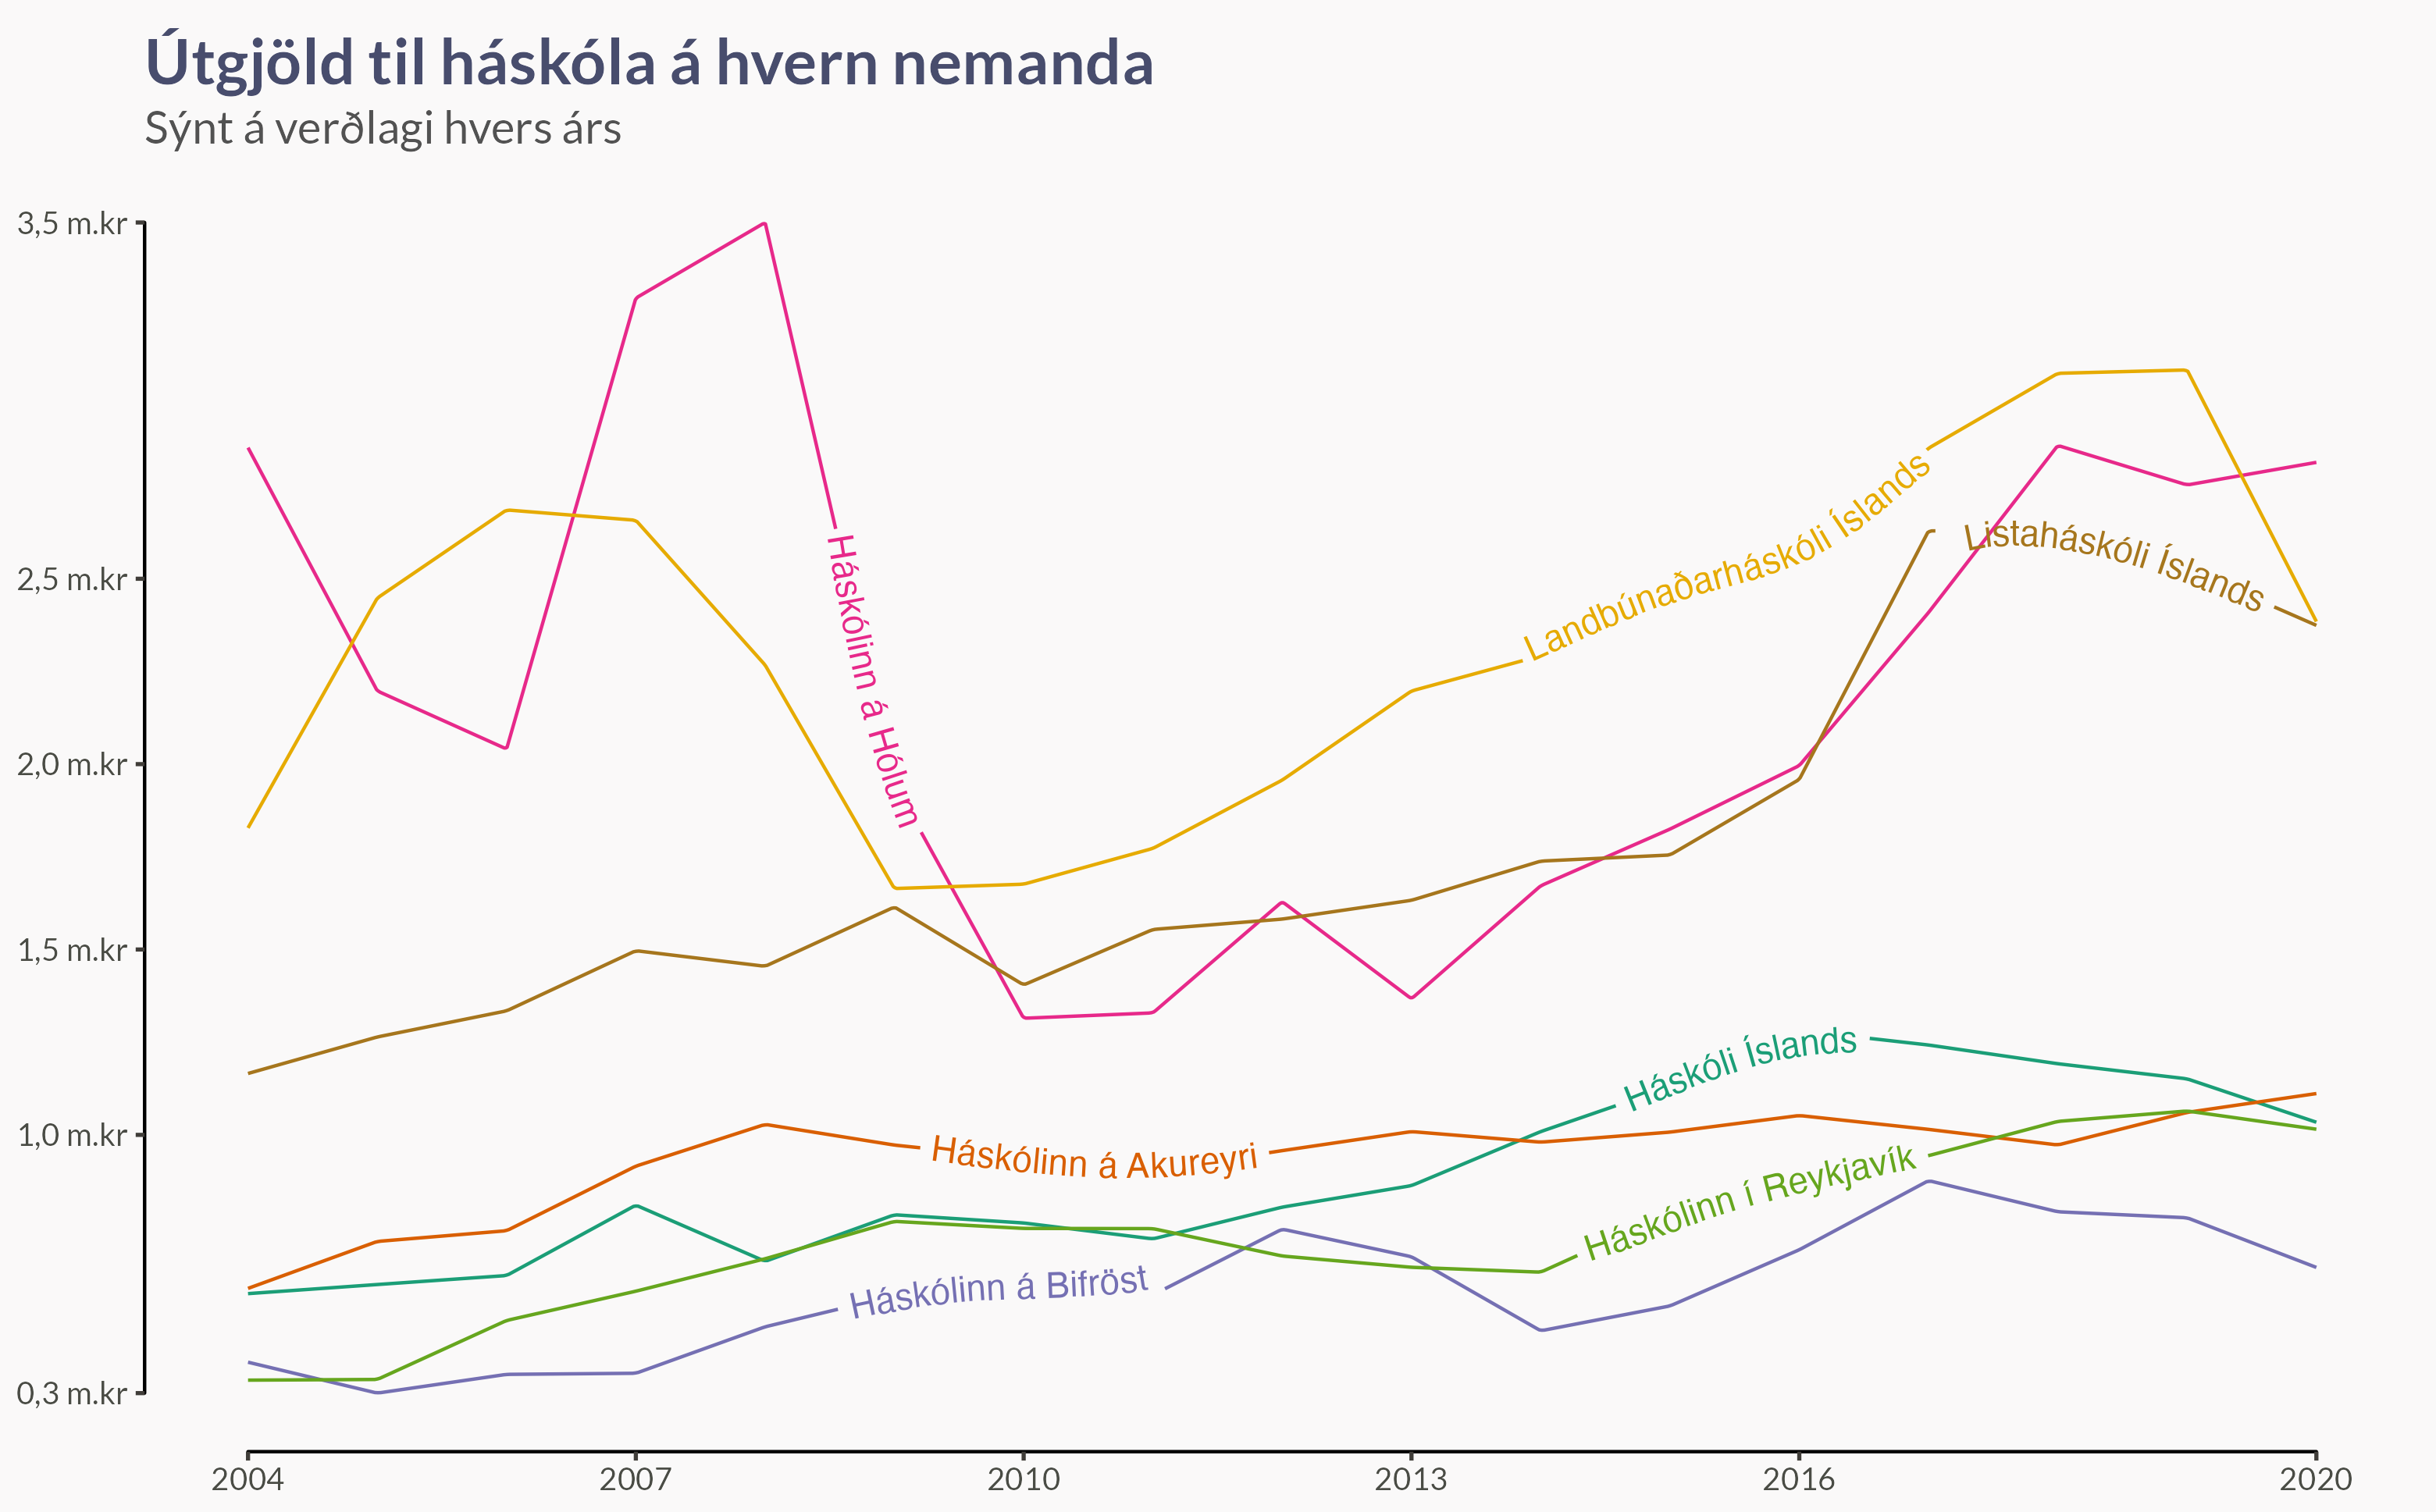 Útgjöld til háskóla á hvern nemanda
Sýnt á verðlagi hvers árs
3,5 m.kr
2,5 m.kr
2,0 m.kr
1,5 m.kr
1,0 m.kr
0,3 m.kr
Háskólinn á Hólum
Landbúnaðarháskóli Íslands
Listaháskóli Íslands
Háskóli Íslands
Háskólinn á Akureyri
Háskólinn í Reykjavík
Háskólinn á Bifröst
2004
2007
2010
2013
2016
2020